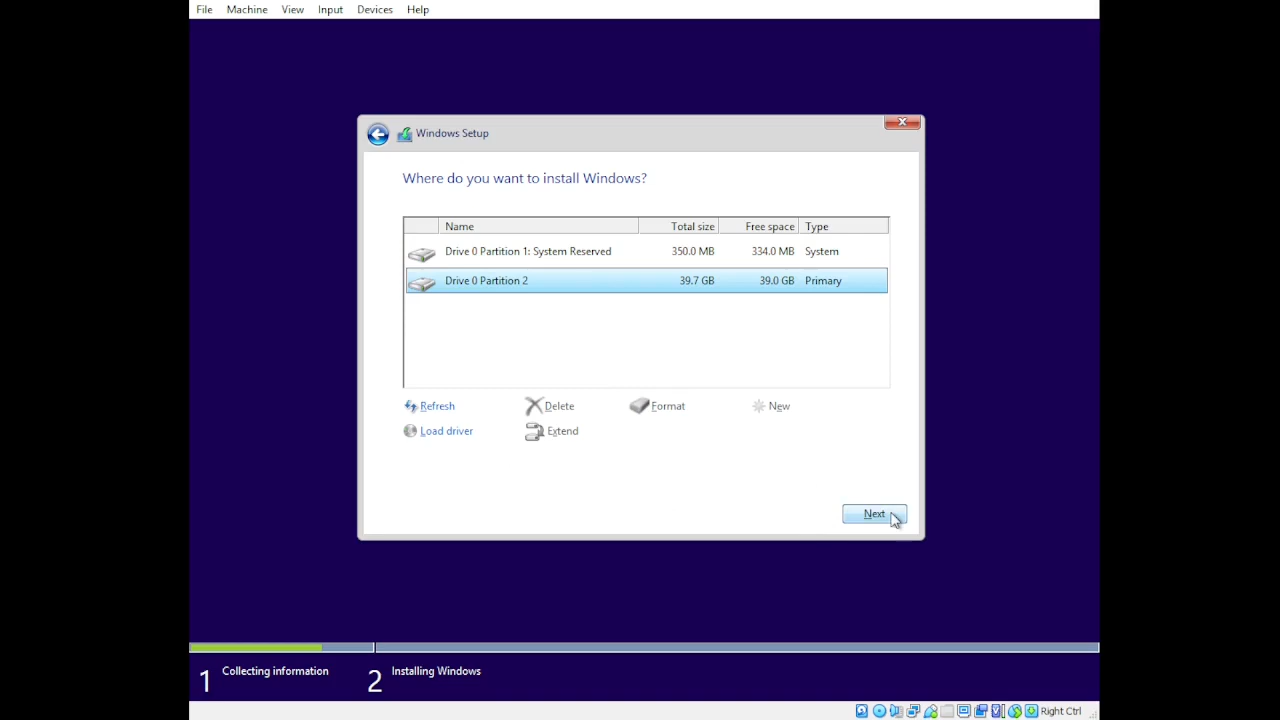 File Machine View Input Devices Help
Windows Setup
Where do you want to install Windows?
Name Total size Free space Type
Drive 0 Partition 1: System Reserved 350.0 MB 334.0 MB System
Drive 0 Partition 2 39.7 GB 39.0 GB Primary
Refresh Delete Format New
Load driver Extend
Next
1 Collecting information 2 Installing Windows
Right Ctrl